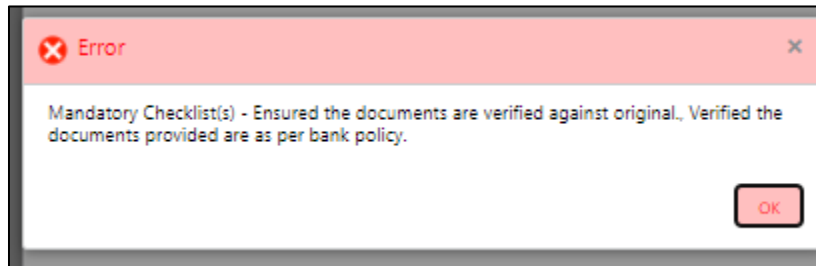 Error
Mandatory Checklist(s) - Ensured the documents are verified against original., Verified the
documents provided are as per bank policy.
OK